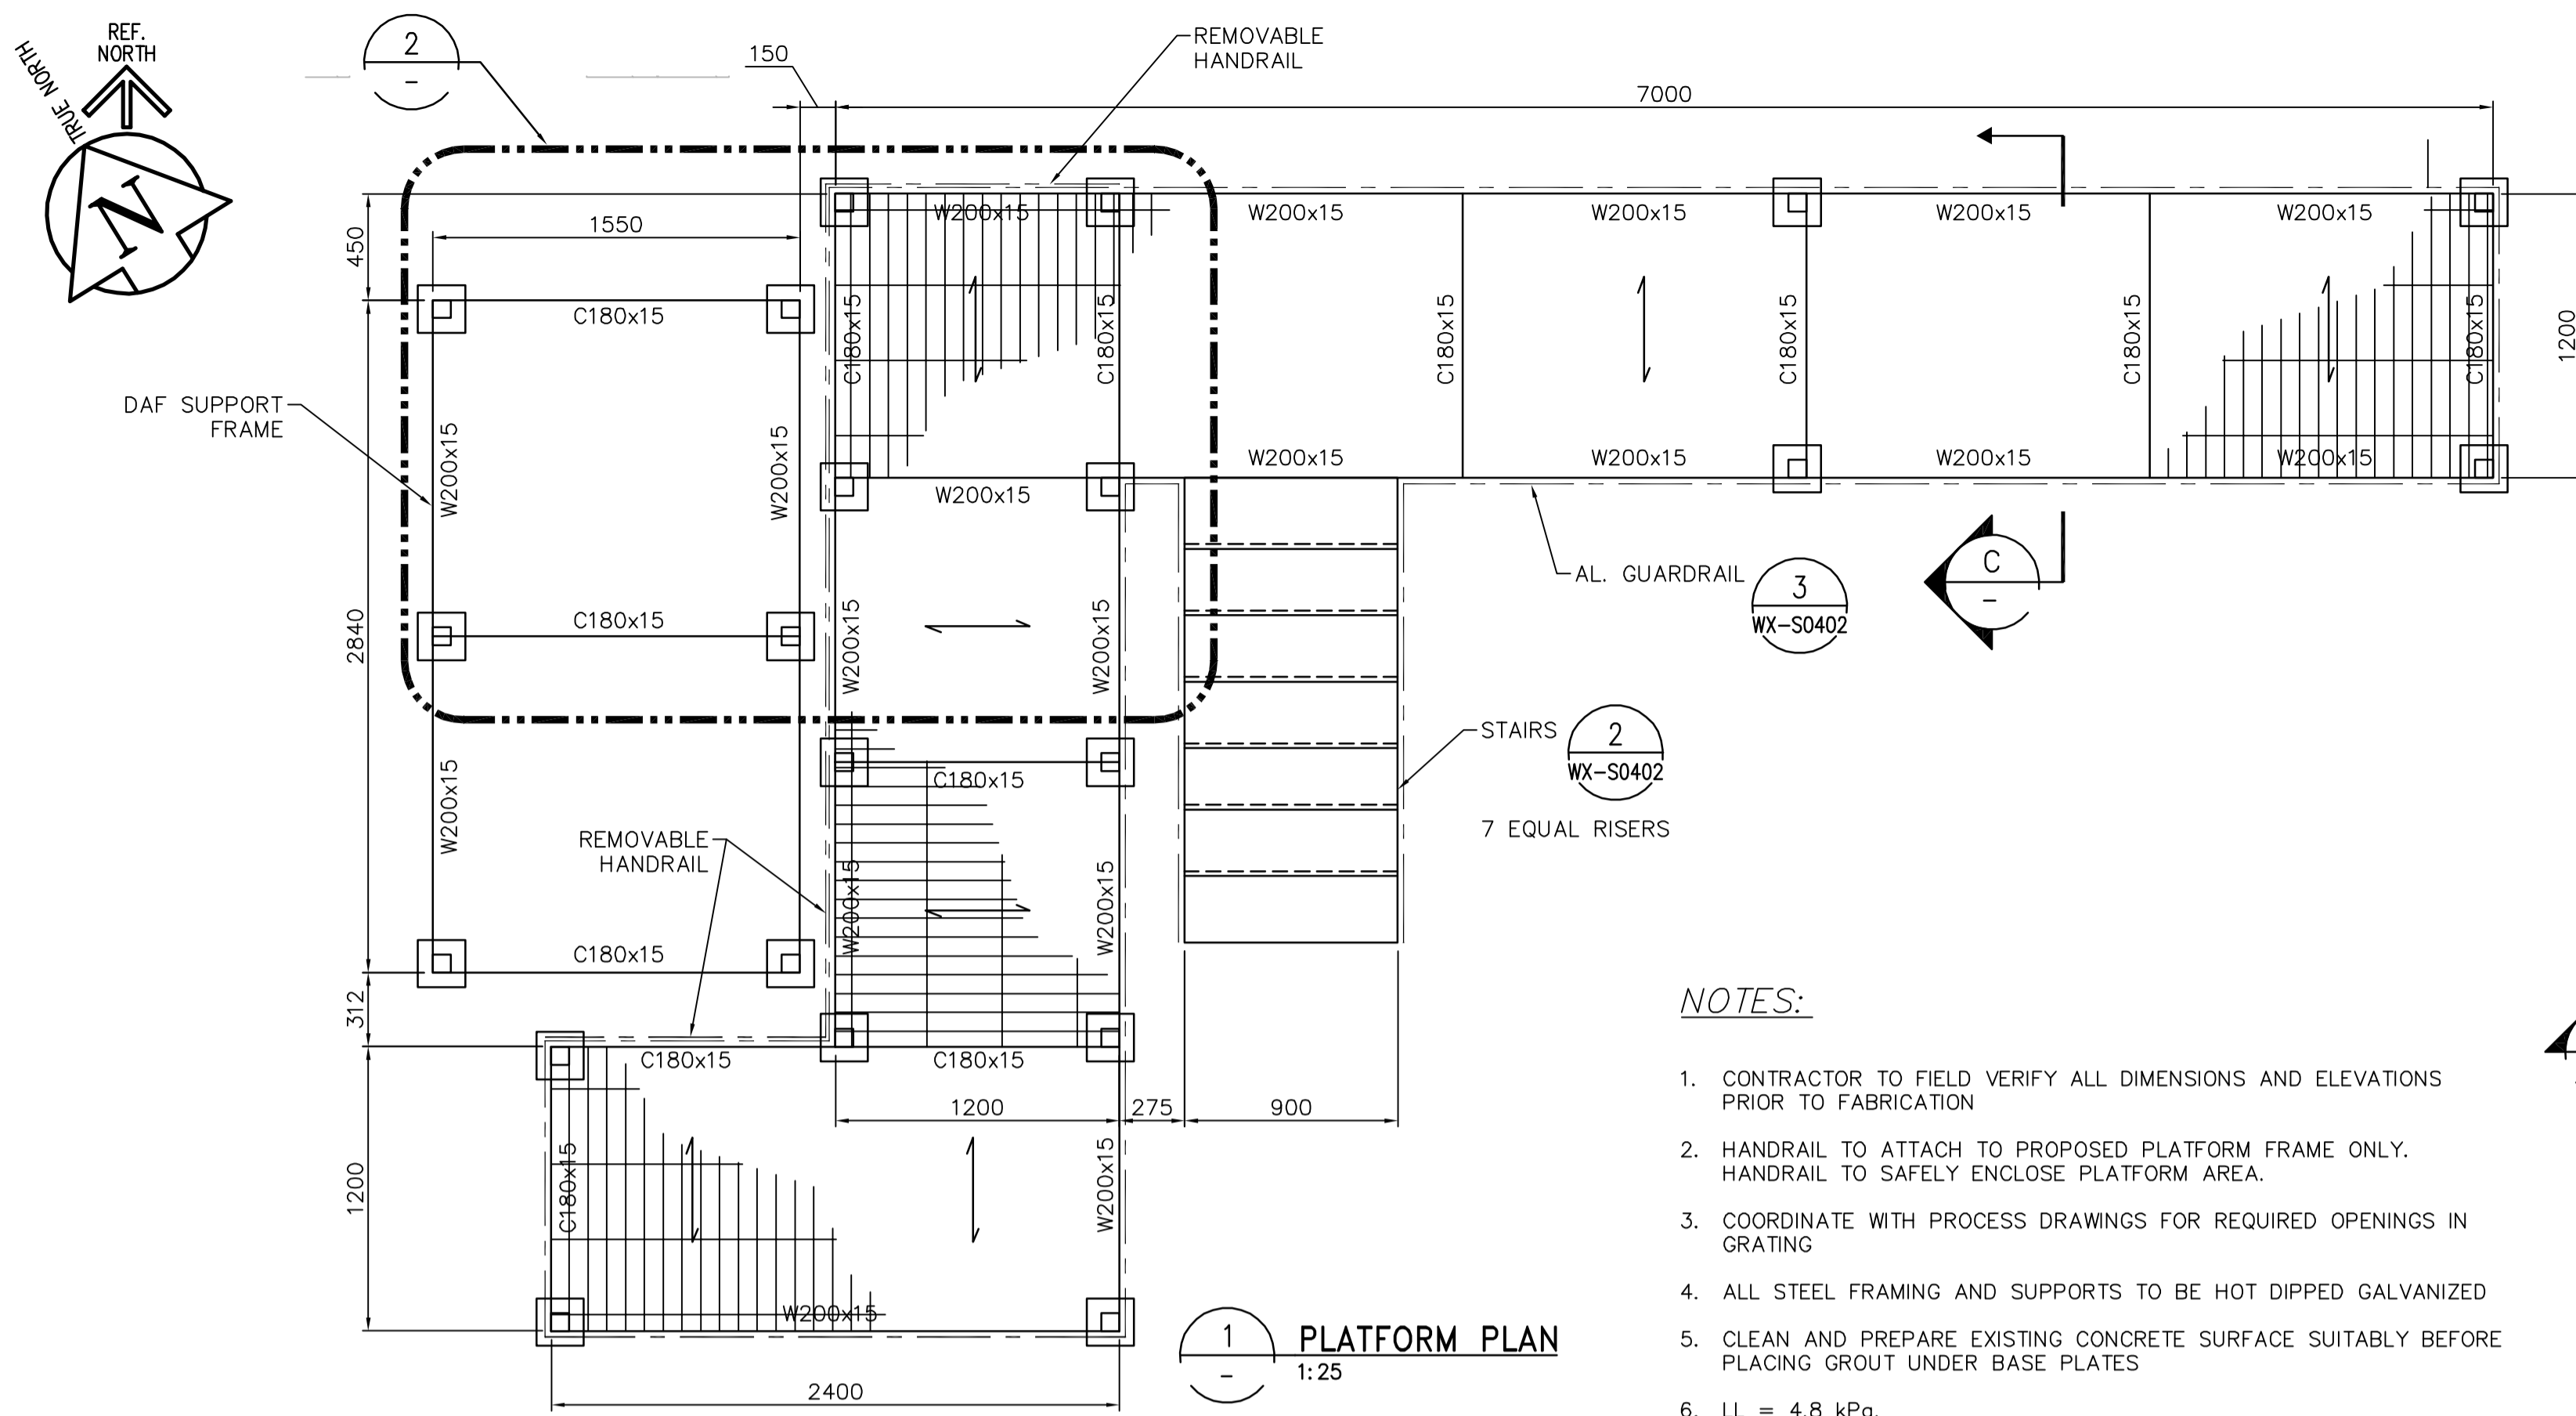 REF.
NORTH
TRUE NORTH
N
2
-
150
REMOVABLE
HANDRAIL
7000
450
1550
W200x15
W200x15
W200x15
W200x15
W200x15
C180x15
C180x15
C180x15
C180x15
C180x15
C180x15
C180x15
1200
DAF SUPPORT
FRAME
W200x15
W200x15
W200x15
W200x15
W200x15
W200x15
W200x15
2840
C180x15
W200x15
W200x15
AL. GUARDRAIL
3
WX-S0402
C
-
STAIRS
2
WX-S0402
7 EQUAL RISERS
W200x15
C180x15
REMOVABLE
HANDRAIL
W200x15
W200x15
C180x15
312
C180x15
C180x15
1200
275
900
1200
C180x15
W200x15
W200x15
2400
1
-
PLATFORM PLAN
1:25
NOTES:
1. CONTRACTOR TO FIELD VERIFY ALL DIMENSIONS AND ELEVATIONS
PRIOR TO FABRICATION
2. HANDRAIL TO ATTACH TO PROPOSED PLATFORM FRAME ONLY.
HANDRAIL TO SAFELY ENCLOSE PLATFORM AREA.
3. COORDINATE WITH PROCESS DRAWINGS FOR REQUIRED OPENINGS IN
GRATING
4. ALL STEEL FRAMING AND SUPPORTS TO BE HOT DIPPED GALVANIZED
5. CLEAN AND PREPARE EXISTING CONCRETE SURFACE SUITABLY BEFORE
PLACING GROUT UNDER BASE PLATES
6. LL = 4.8 kPa.